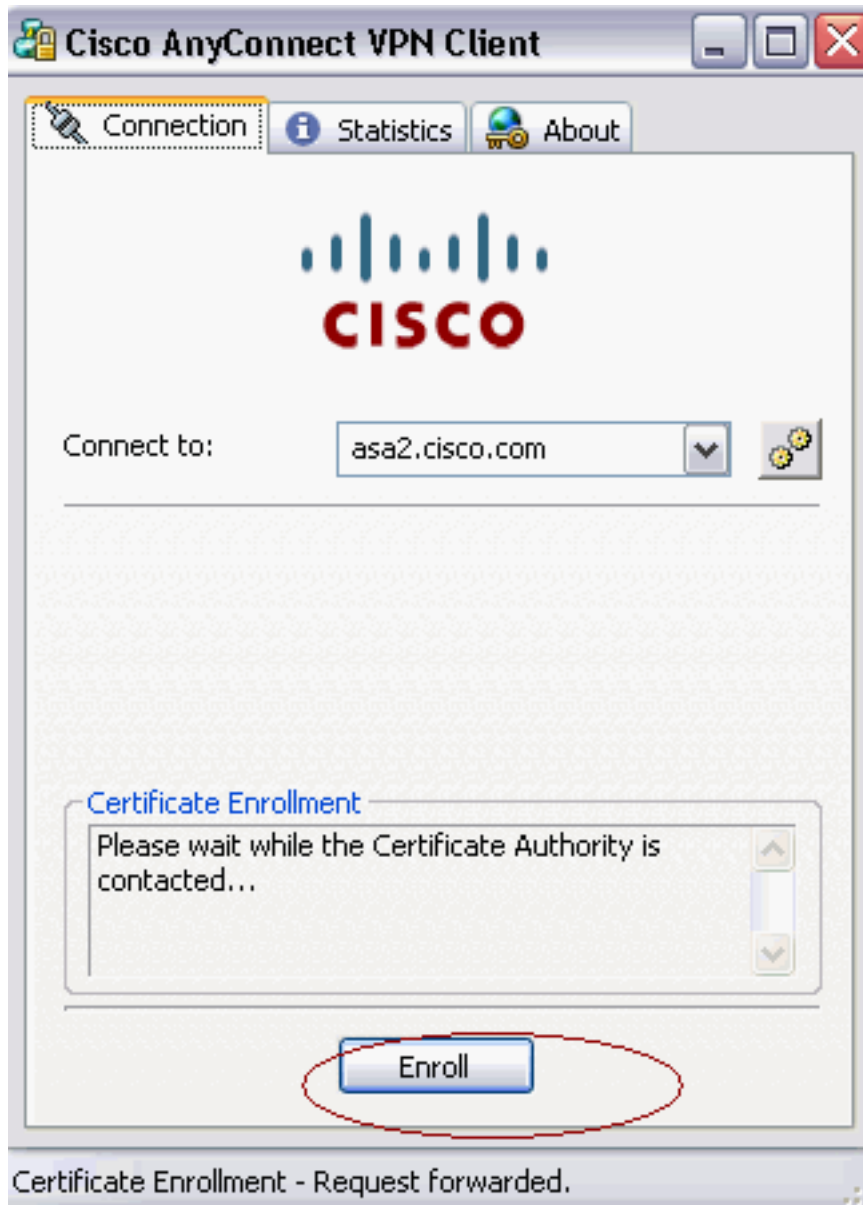 Cisco AnyConnect VPN Client
Connection
Statistics
About
CISCO
Connect to:
asa2.cisco.com
Certificate Enrollment
Please wait while the Certificate Authority is
contacted...
Enroll
Certificate Enrollment - Request forwarded.